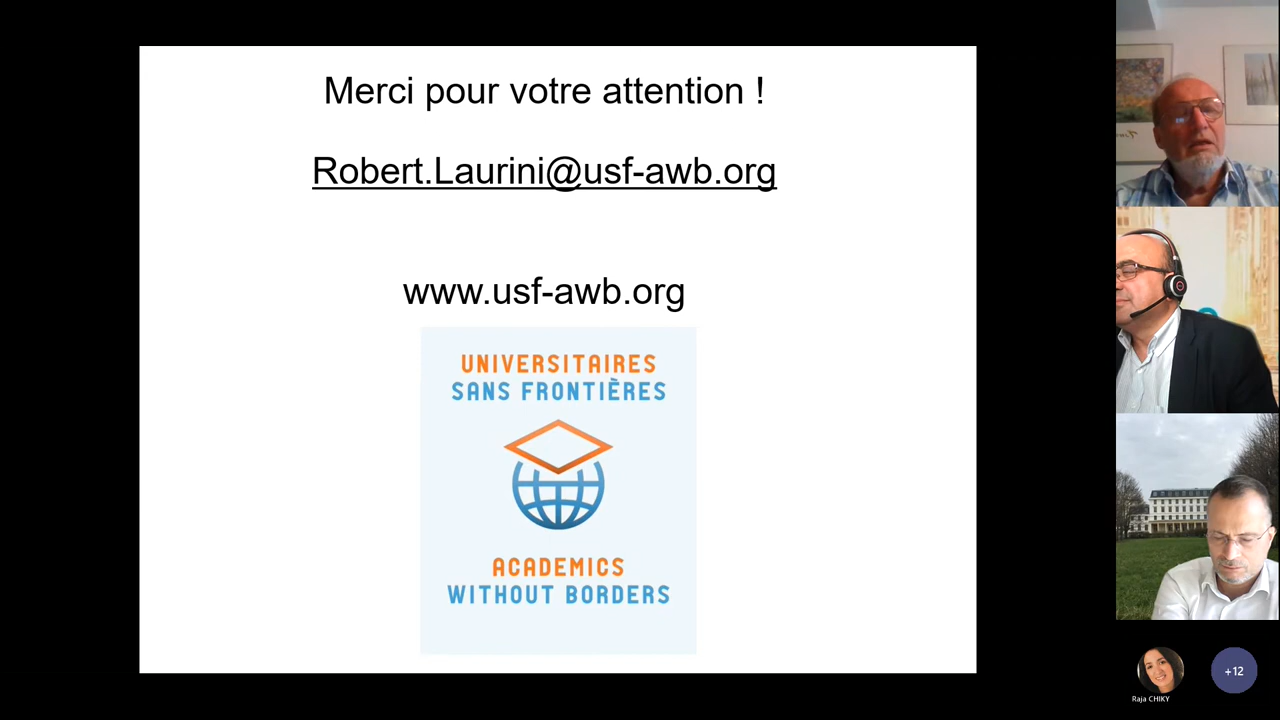 Merci pour votre attention !
Robert.Laurini@usf-awb.org
www.usf-awb.org
UNIVERSITAIRES
SANS FRONTIÈRES
ACADEMICS
WITHOUT BORDERS
Raja CHIKY
+12